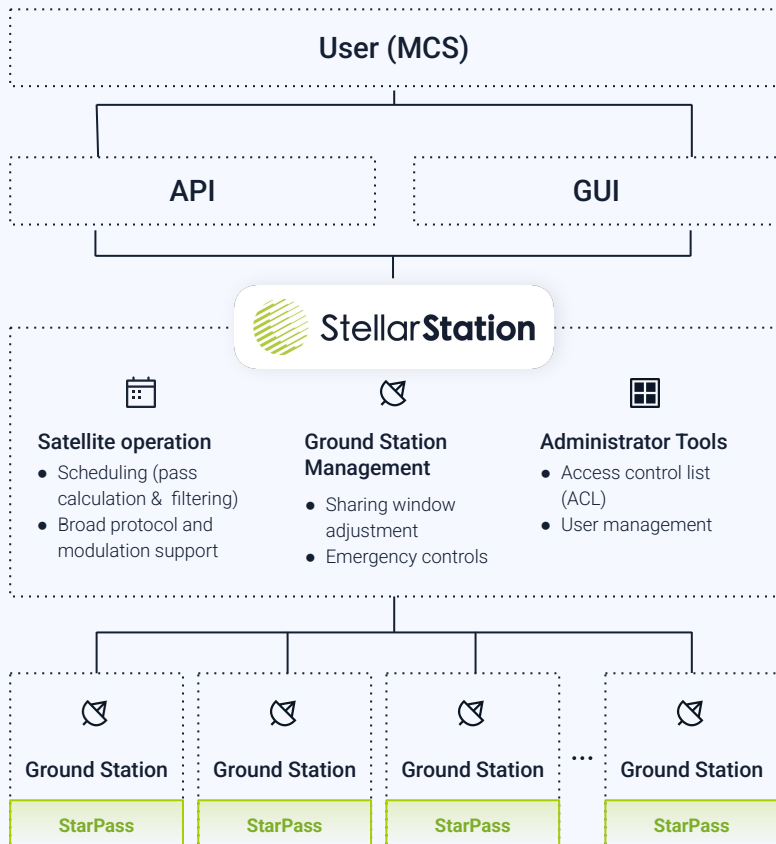 User (MCS)
API
GUI
StellarStation
Satellite operation
● Scheduling (pass
calculation & filtering)
● Broad protocol and
modulation support
Ground Station
Management
● Sharing window
adjustment
● Emergency controls
Administrator Tools
● Access control list
(ACL)
● User management
Ground Station
Ground Station
Ground Station
...
Ground Station
StarPass
StarPass
StarPass
StarPass